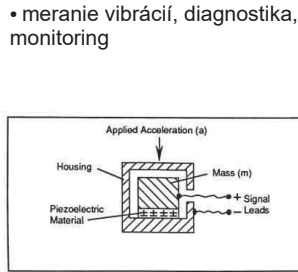 • meranie vibrácií, diagnostika,
monitoring
Applied Acceleration (a)
Housing
Mass (m)
+ Signal
- Leads
Piezoelectric
Material